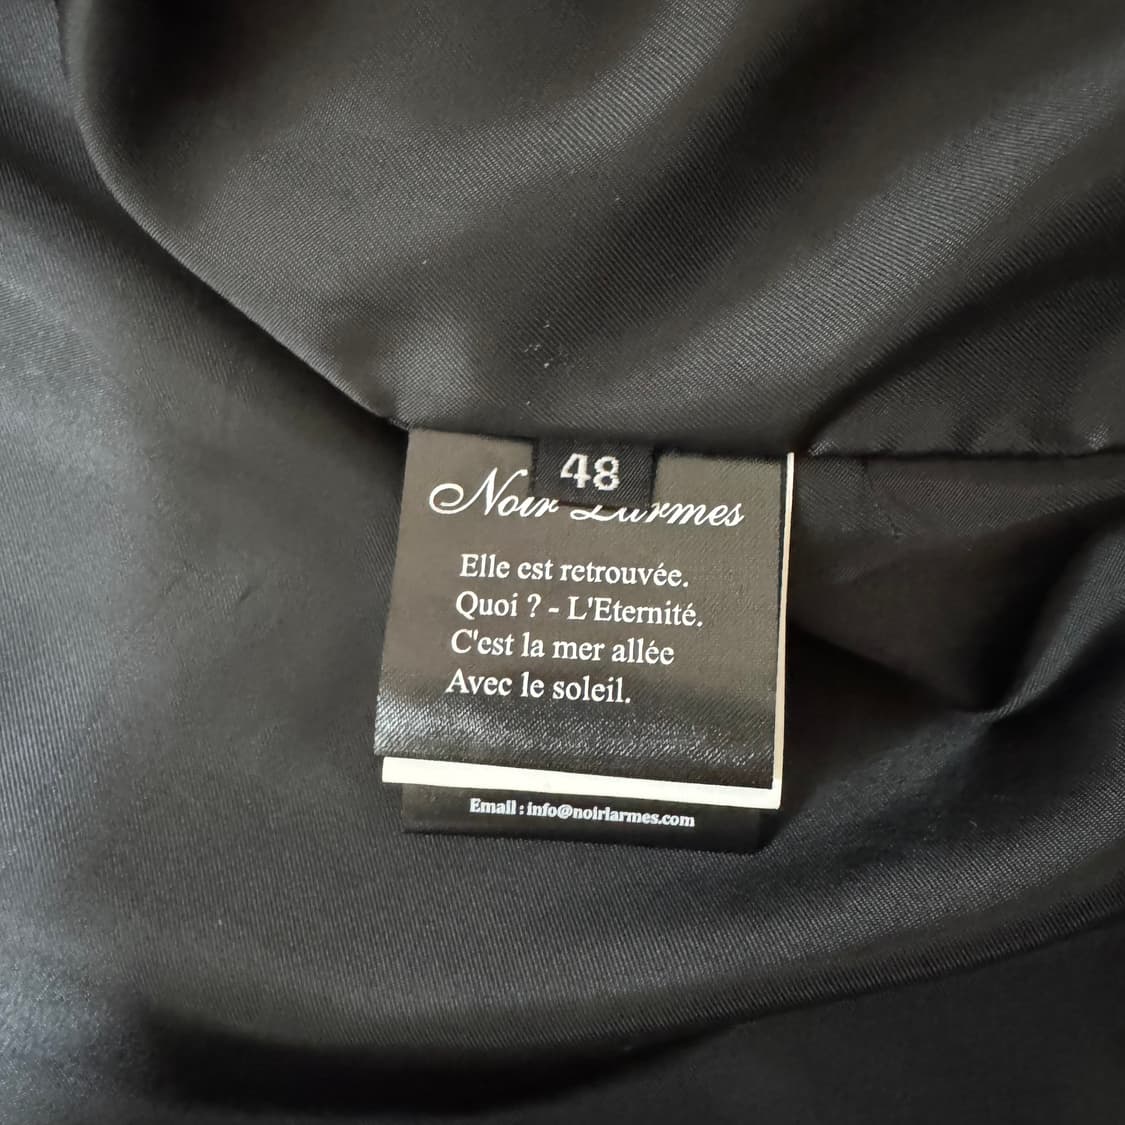 48
Noir Larmes
Elle est retrouvée.
Quoi ? - L'Eternité.
C'est la mer allée
Avec le soleil.
Email : info@noirlarmes.com